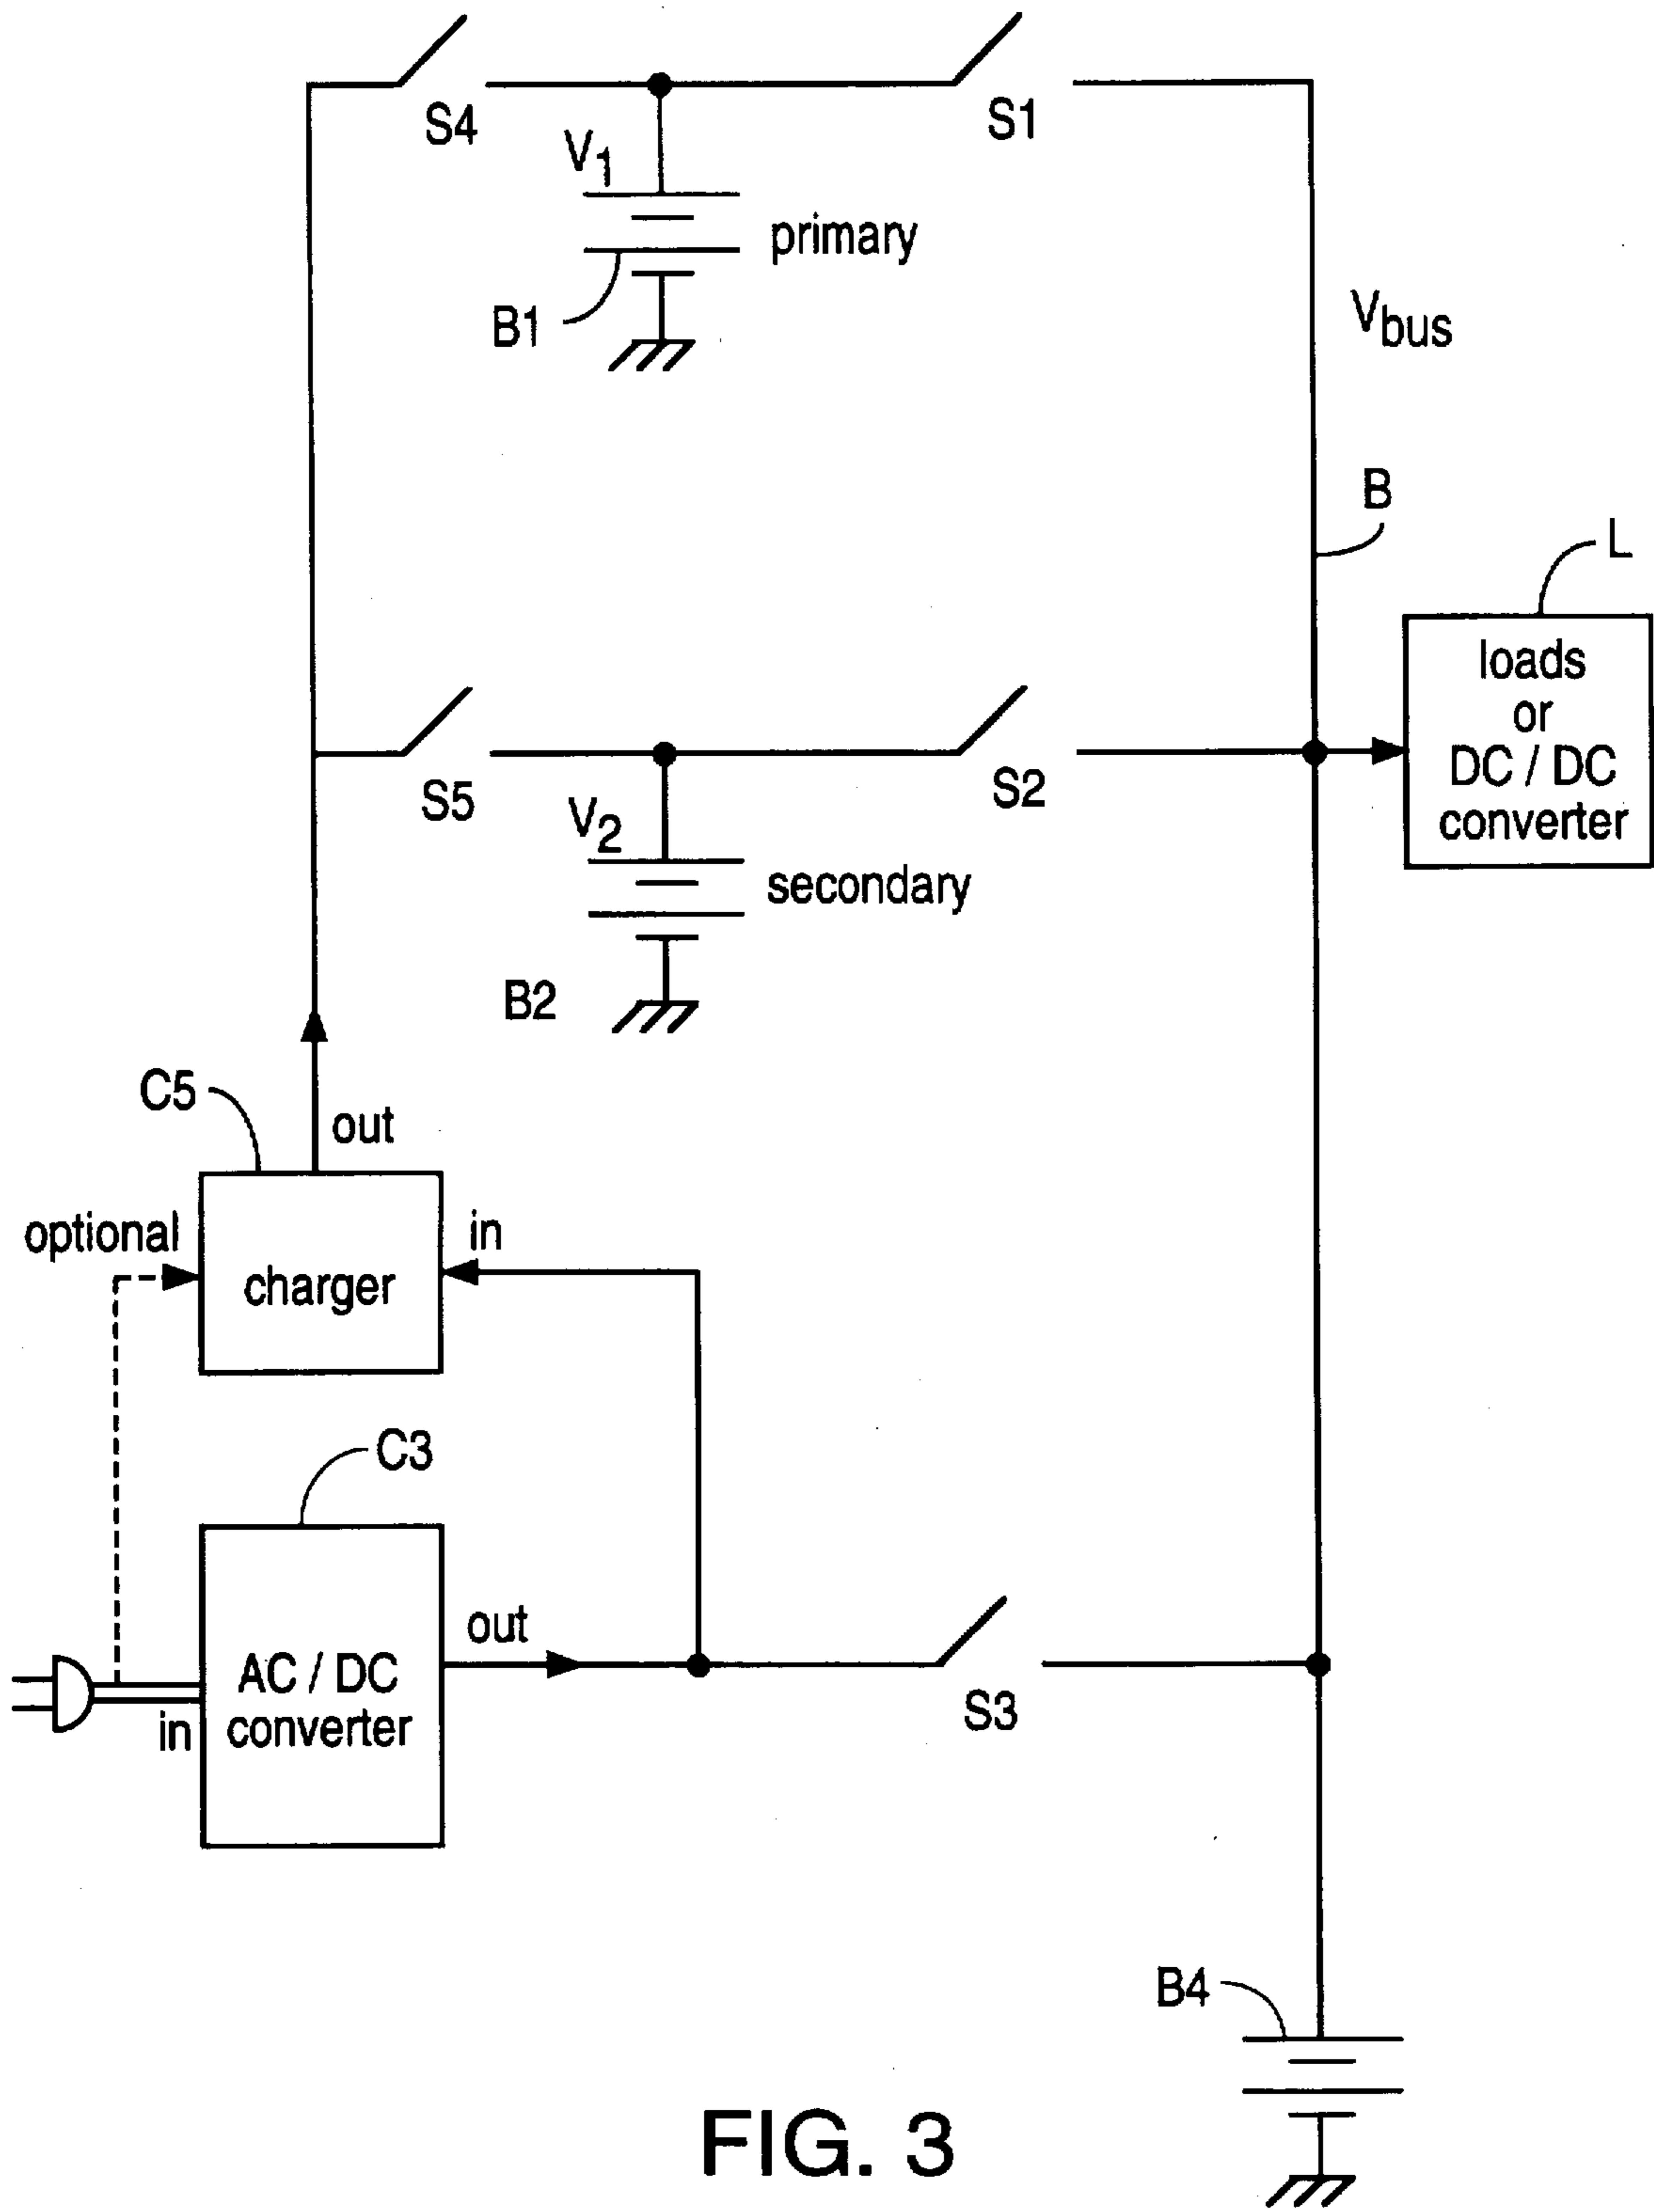 S4
S1
V1
primary
B1
Vbus
B
L
loads
or
DC / DC
converter
S5
S2
V2
secondary
B2
C5
out
optional
in
charger
C3
out
AC / DC
converter
in
S3
B4
FIG. 3